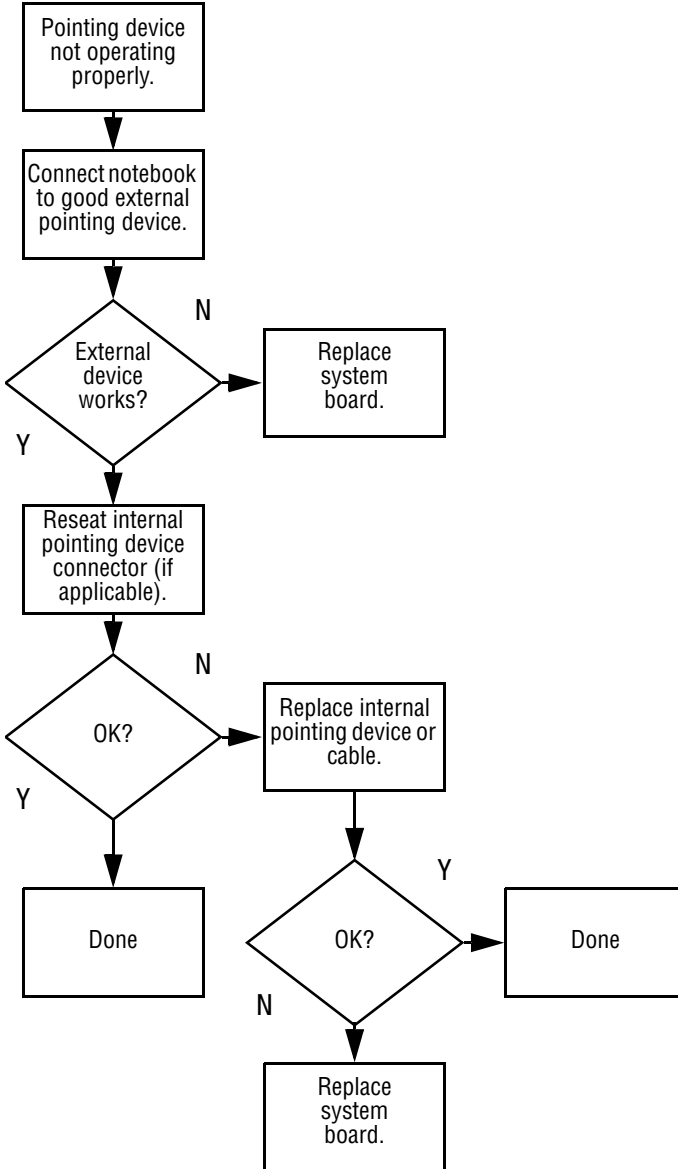 Pointing device
not operating
properly.
Connect notebook
to good external
pointing device.
N
External
device
works?
Replace
system
board.
Y
Reseat internal
pointing device
connector (if
applicable).
N
OK?
Replace internal
pointing device or
cable.
Y
Y
Done
OK?
Done
N
Replace
system
board.